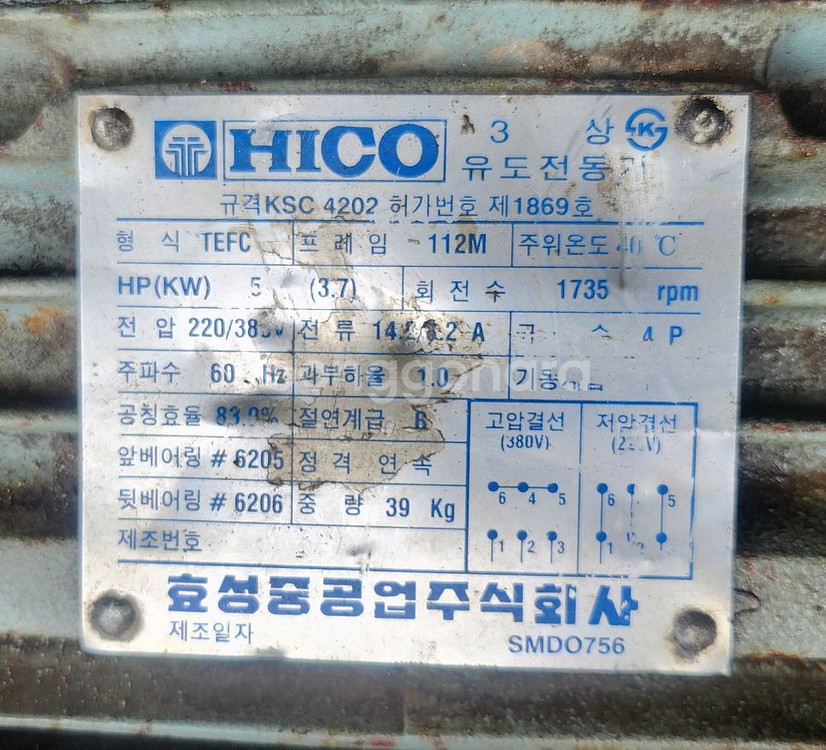 HICO 3 상
유도전동기
규격KSC 4202 허가번호 제1869호
형 식 TEFC 프레임 112M 주위온도 40 ℃
HP(KW) 5 (3.7) 회전수 1735 rpm
전 압 220/380V 전 류 A 극 수 4 P
주파수 60 Hz 과부하율 1.0
공칭효율 절연계급
앞베어링 # 6205 정 격 연 속
뒷베어링 # 6206 중 량 39 Kg
제조번호
고압결선 저압결선
(380V)
6 4 5 6 5
1 2 3 1
효성중공업주식회사
제조일자 SMDO756